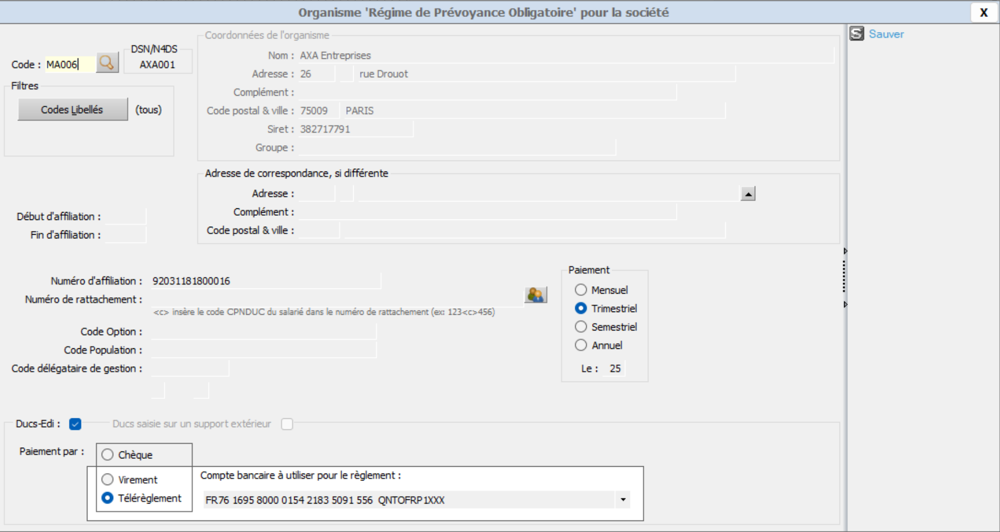 Organisme 'Régime de Prévoyance Obligatoire' pour la société
X
Sauver
Code : MA006
DSN/N4DS
AXA001
Filtres
Codes Libellés (tous)
Coordonnées de l'organisme
Nom : AXA Entreprises
Adresse : 26 rue Drouot
Complément :
Code postal & ville : 75009 PARIS
Siret : 382717791
Groupe :
Adresse de correspondance, si différente
Adresse :
Complément :
Code postal & ville :
Début d'affiliation :
Fin d'affiliation :
Numéro d'affiliation : 92031181800016
Numéro de rattachement :
<c> insère le code CPNDUC du salarié dans le numéro de rattachement (ex: 123<c>456)
Code Option :
Code Population :
Code délégataire de gestion :
Paiement
Mensuel
Trimestriel
Semestriel
Annuel
Le : 25
Ducs-Edi :
Ducs saisie sur un support extérieur
Paiement par :
Chèque
Virement
Télérèglement
Compte bancaire à utiliser pour le règlement :
FR76 1695 8000 0154 2183 5091 556 QNTOFRP1XXX